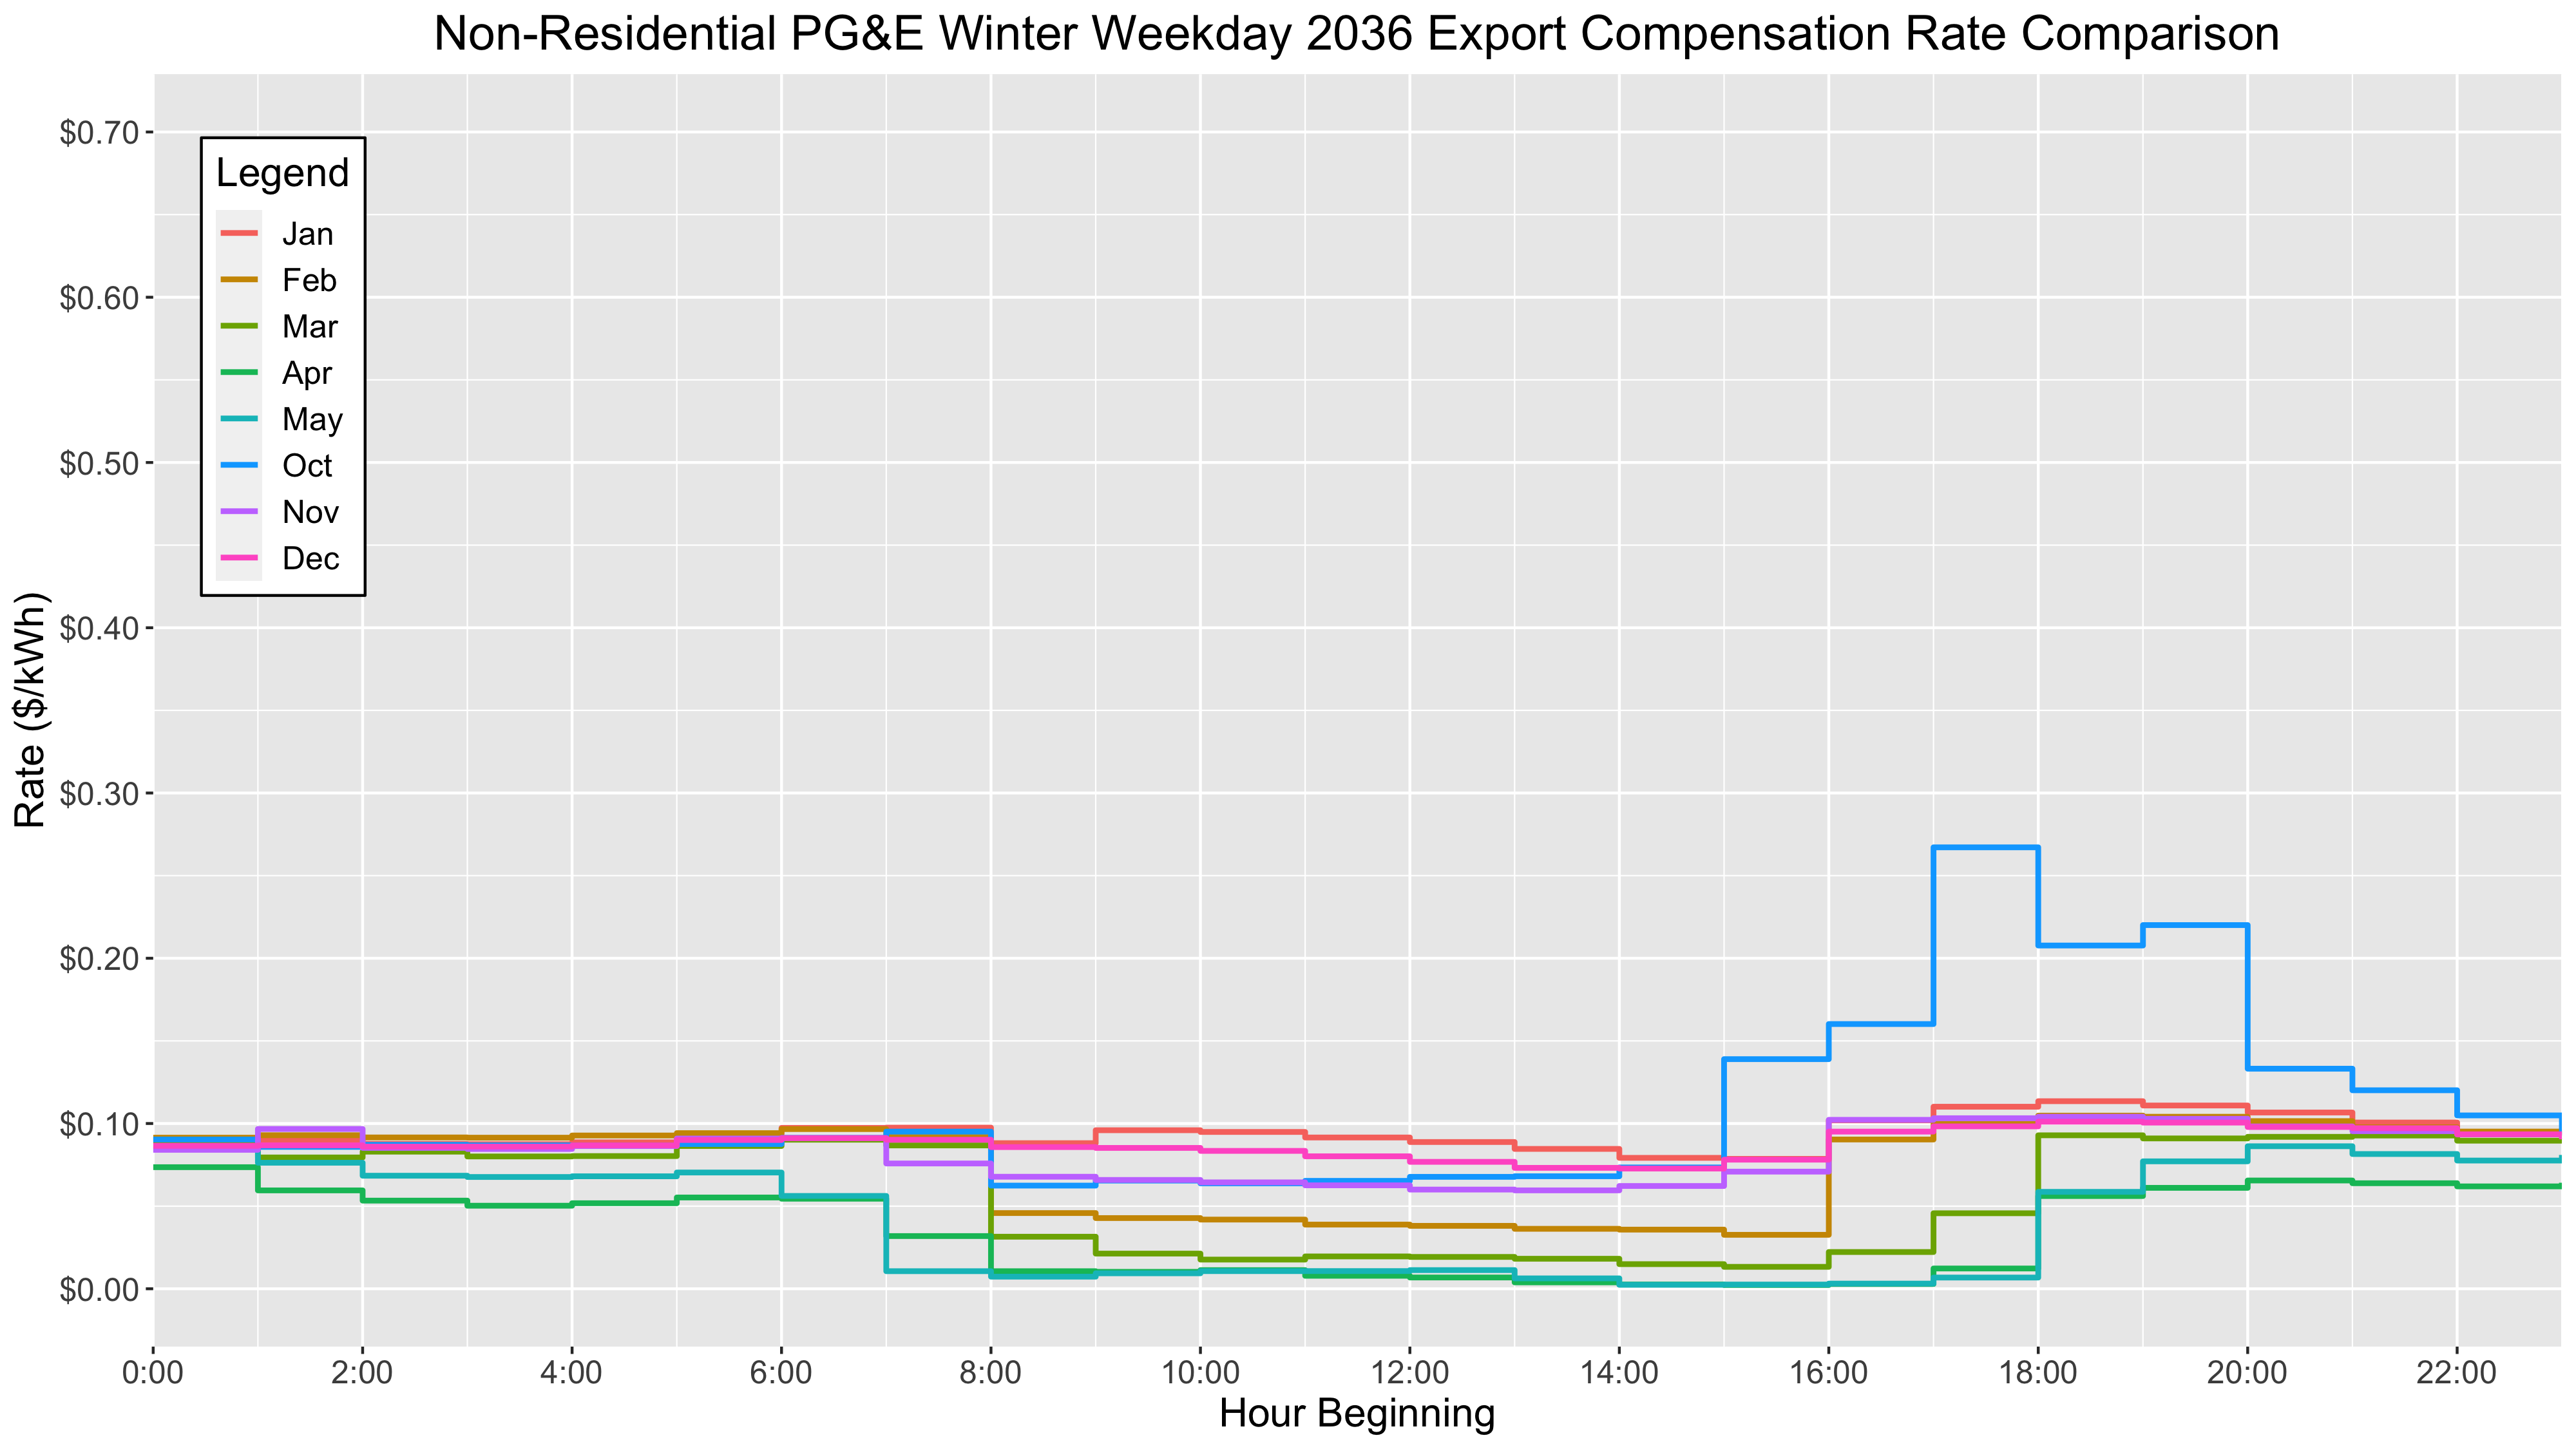 Non-Residential PG&E Winter Weekday 2036 Export Compensation Rate Comparison
Legend
Jan
Feb
Mar
Apr
May
Oct
Nov
Dec
Rate ($/kWh)
$0.70
$0.60
$0.50
$0.40
$0.30
$0.20
$0.10
$0.00
0:00 2:00 4:00 6:00 8:00 10:00 12:00 14:00 16:00 18:00 20:00 22:00
Hour Beginning